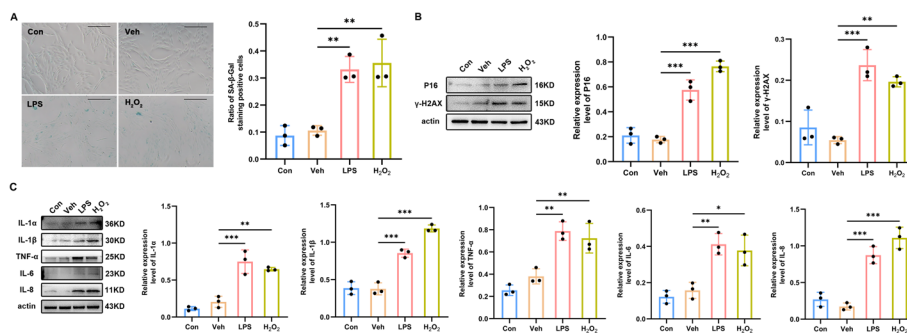 A
Con
Veh
LPS
H2O2
Ratio of SA-β-Gal
staining positive cells
0.6
0.5
0.4
0.3
0.2
0.1
0.0
**
**
Con
Veh
LPS
H2O2
B
Con
Veh
LPS
H2O2
P16
16KD
γ-H2AX
15KD
actin
43KD
Relative expression
level of P16
1.0
0.8
0.6
0.4
0.2
0.0
***
***
Con
Veh
LPS
H2O2
Relative expression
level of γ-H2AX
0.3
0.2
0.1
0.0
**
***
Con
Veh
LPS
H2O2
C
Con
Veh
LPS
H2O2
IL-1α
36KD
IL-1β
30KD
TNF-α
25KD
IL-6
23KD
IL-8
11KD
actin
43KD
Relative expression
level of IL-1α
1.5
1.0
0.5
0.0
**
***
Con
Veh
LPS
H2O2
Relative expression
level of IL-1β
1.5
1.0
0.5
0.0
***
***
Con
Veh
LPS
H2O2
Relative expression
level of TNF-α
1.0
0.8
0.6
0.4
0.2
0.0
**
**
Con
Veh
LPS
H2O2
Relative expression
level of IL-6
0.8
0.6
0.4
0.2
0.0
*
**
Con
Veh
LPS
H2O2
Relative expression
level of IL-8
1.5
1.0
0.5
0.0
***
***
Con
Veh
LPS
H2O2